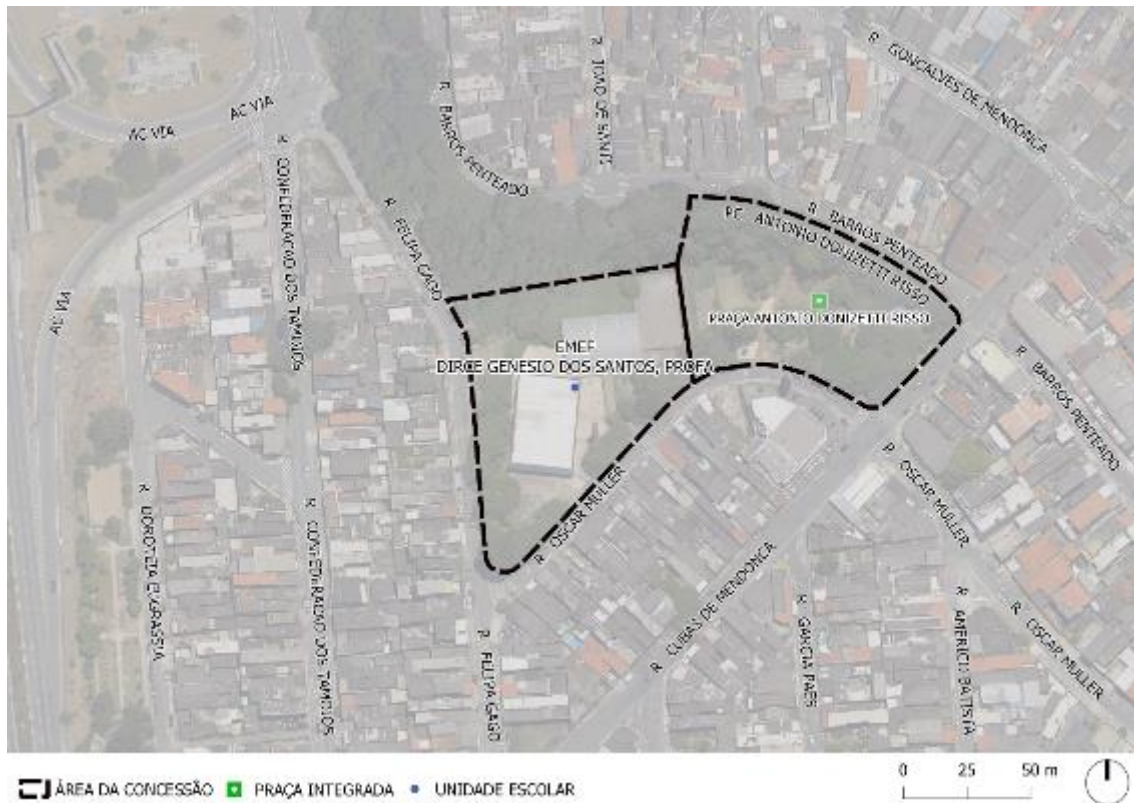 R GONCALVES DE MENDONCA
R JOAO DE SANTI
R BARROS PENTEADO
AC VIA
AC VIA
AC VIA
R CONFEDERACAO DOS TAMOIOS
R FELIPA GAGO
R BARROS PENTEADO
PC ANTONIO DONIZETTI RISSO
PRAÇA ANTONIO DONIZETTI RISSO
EMEF
DIRCE GENESIO DOS SANTOS, PROFA
R BARROS PENTEADO
R OSCAR MULLER
R OSCAR MULLER
R OSCAR MULLER
R CUBAS DE MENDONCA
R GARCIA PAES
R AMERICO BATISTA
R CONFEDERACAO DOS TAMOIOS
R FELIPA GAGO
R DOROTEIA
ÁREA DA CONCESSÃO PRAÇA INTEGRADA UNIDADE ESCOLAR
0 25 50 m